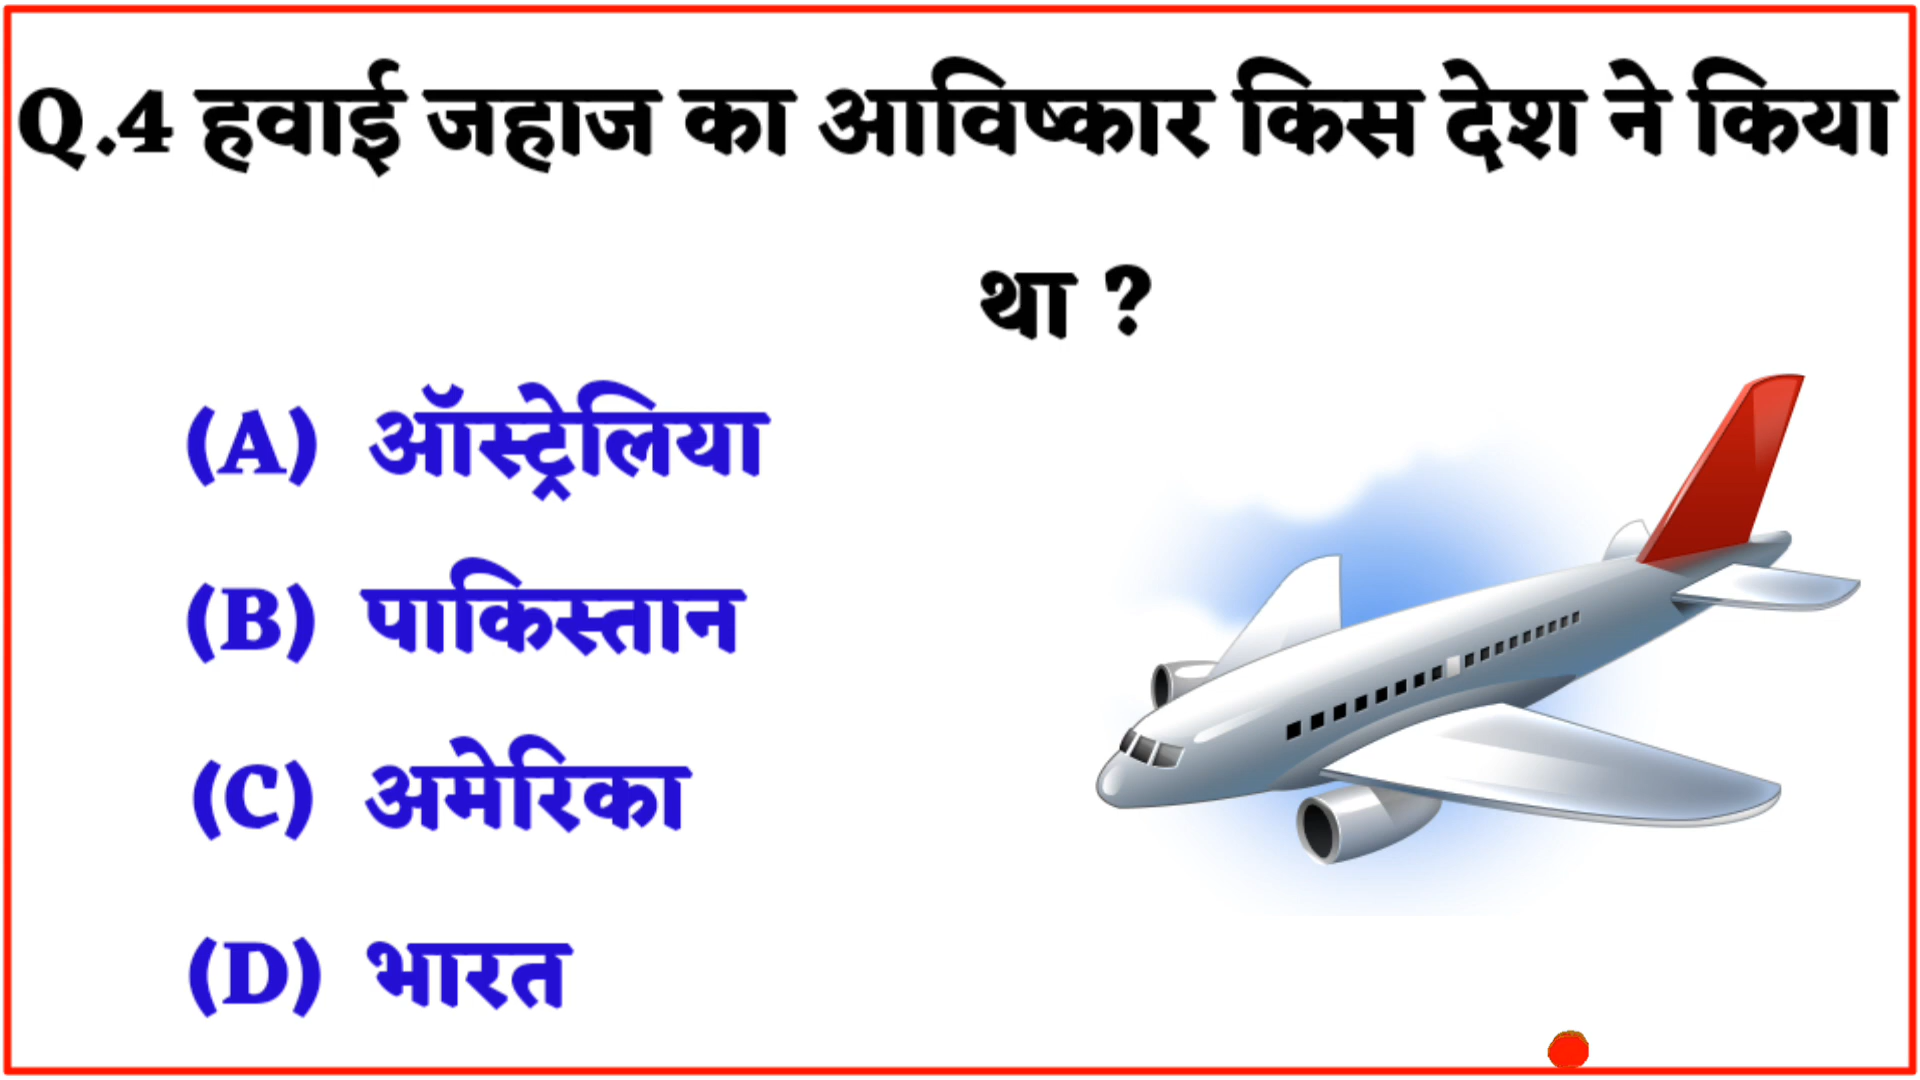 Q.4 हवाई जहाज का आविष्कार किस देश ने किया
था ?
(A) ऑस्ट्रेलिया
(B) पाकिस्तान
(C) अमेरिका
(D) भारत